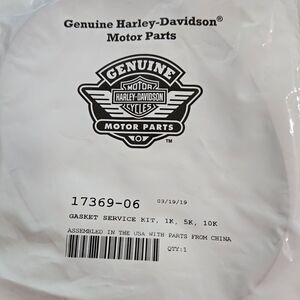 Genuine Harley-Davidson®
Motor Parts
GENUINE
MOTOR
HARLEY-DAVIDSON
CYCLES
MOTOR PARTS
TM
17369-06 03/19/19
GASKET SERVICE KIT, 1K, 5K, 10K
ASSEMBLED IN THE USA WITH PARTS FROM CHINA
QTY:1